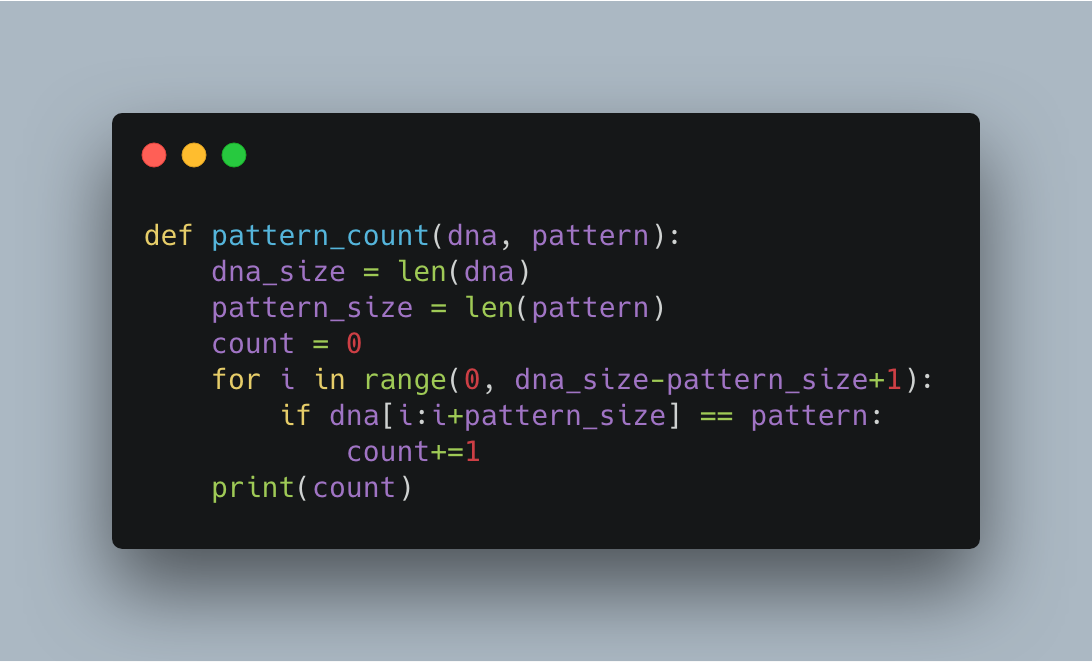 def pattern_count(dna, pattern):
    dna_size = len(dna)
    pattern_size = len(pattern)
    count = 0
    for i in range(0, dna_size-pattern_size+1):
        if dna[i:i+pattern_size] == pattern:
            count+=1
    print(count)